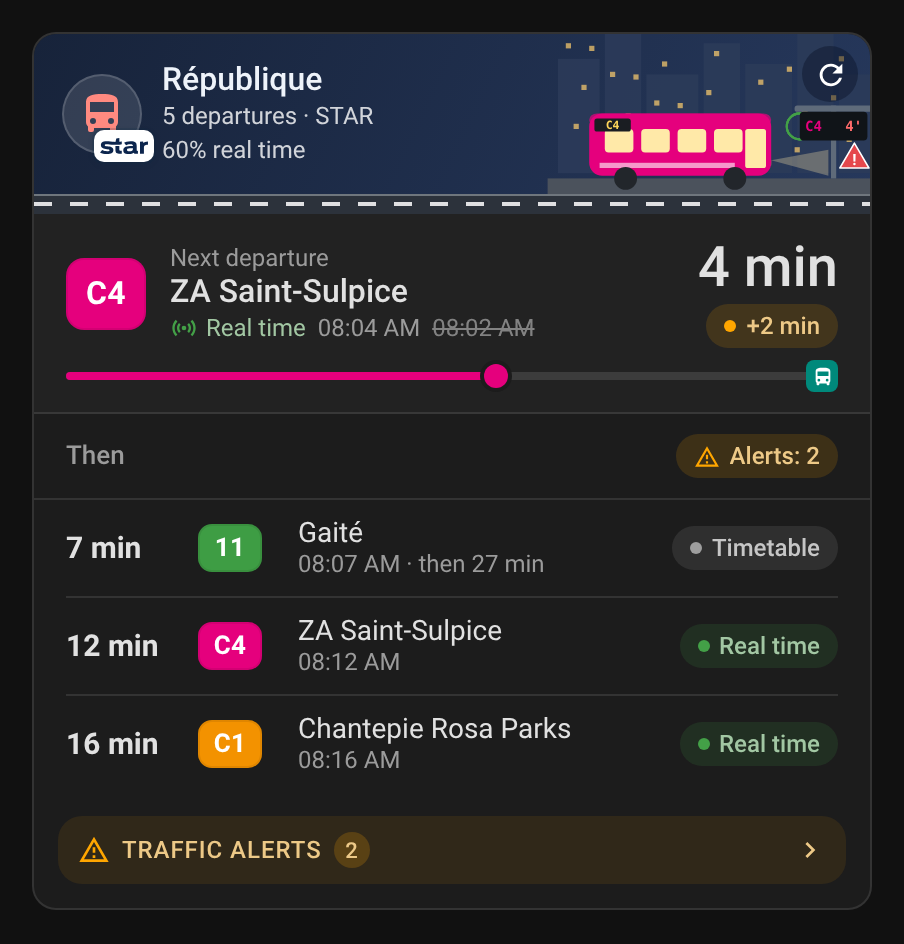 République
5 departures · STAR
star
60% real time
C4
C4 4'
Next departure
C4
ZA Saint-Sulpice
Real time 08:04 AM 08:02 AM
4 min
+2 min
Then
Alerts: 2
7 min
11
Gaité
08:07 AM · then 27 min
Timetable
12 min
C4
ZA Saint-Sulpice
08:12 AM
Real time
16 min
C1
Chantepie Rosa Parks
08:16 AM
Real time
TRAFFIC ALERTS 2